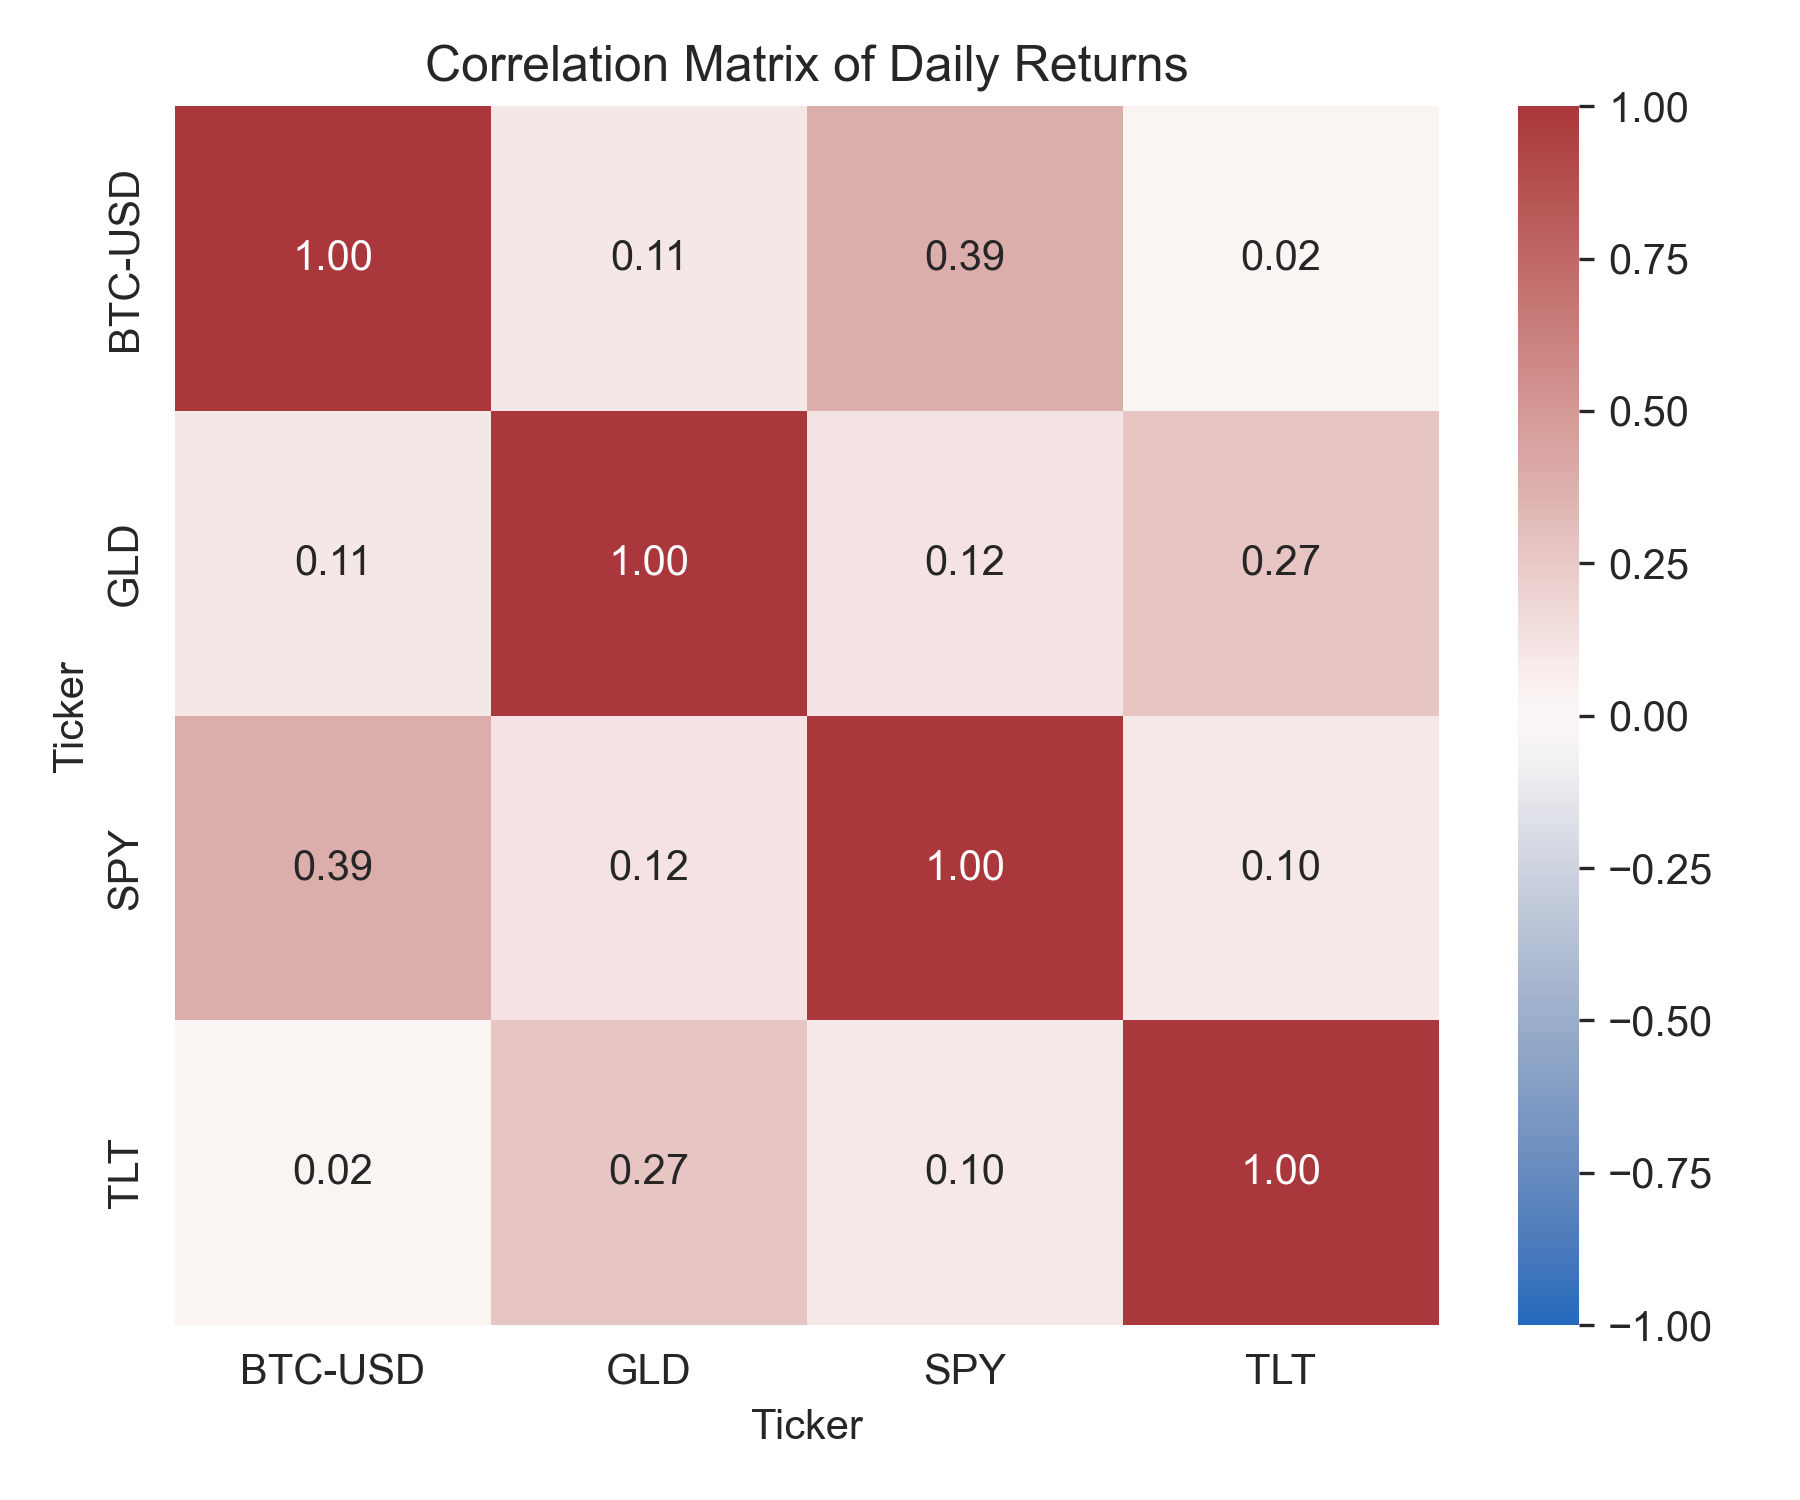 Correlation Matrix of Daily Returns
Ticker
BTC-USD 1.00 0.11 0.39 0.02
GLD 0.11 1.00 0.12 0.27
SPY 0.39 0.12 1.00 0.10
TLT 0.02 0.27 0.10 1.00
BTC-USD GLD SPY TLT
Ticker
1.00
0.75
0.50
0.25
0.00
−0.25
−0.50
−0.75
−1.00